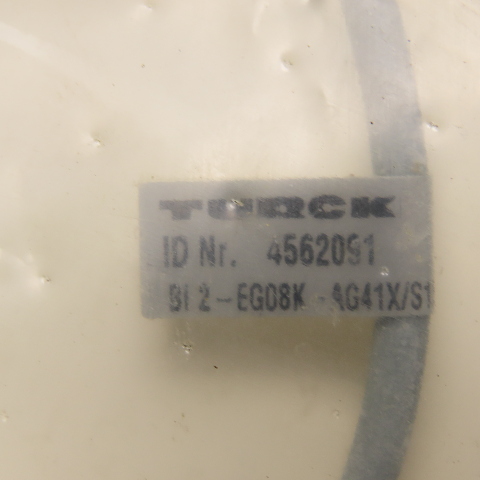 TURCK
ID Nr. 4562091
BI 2-EG08K -AG41X/S1